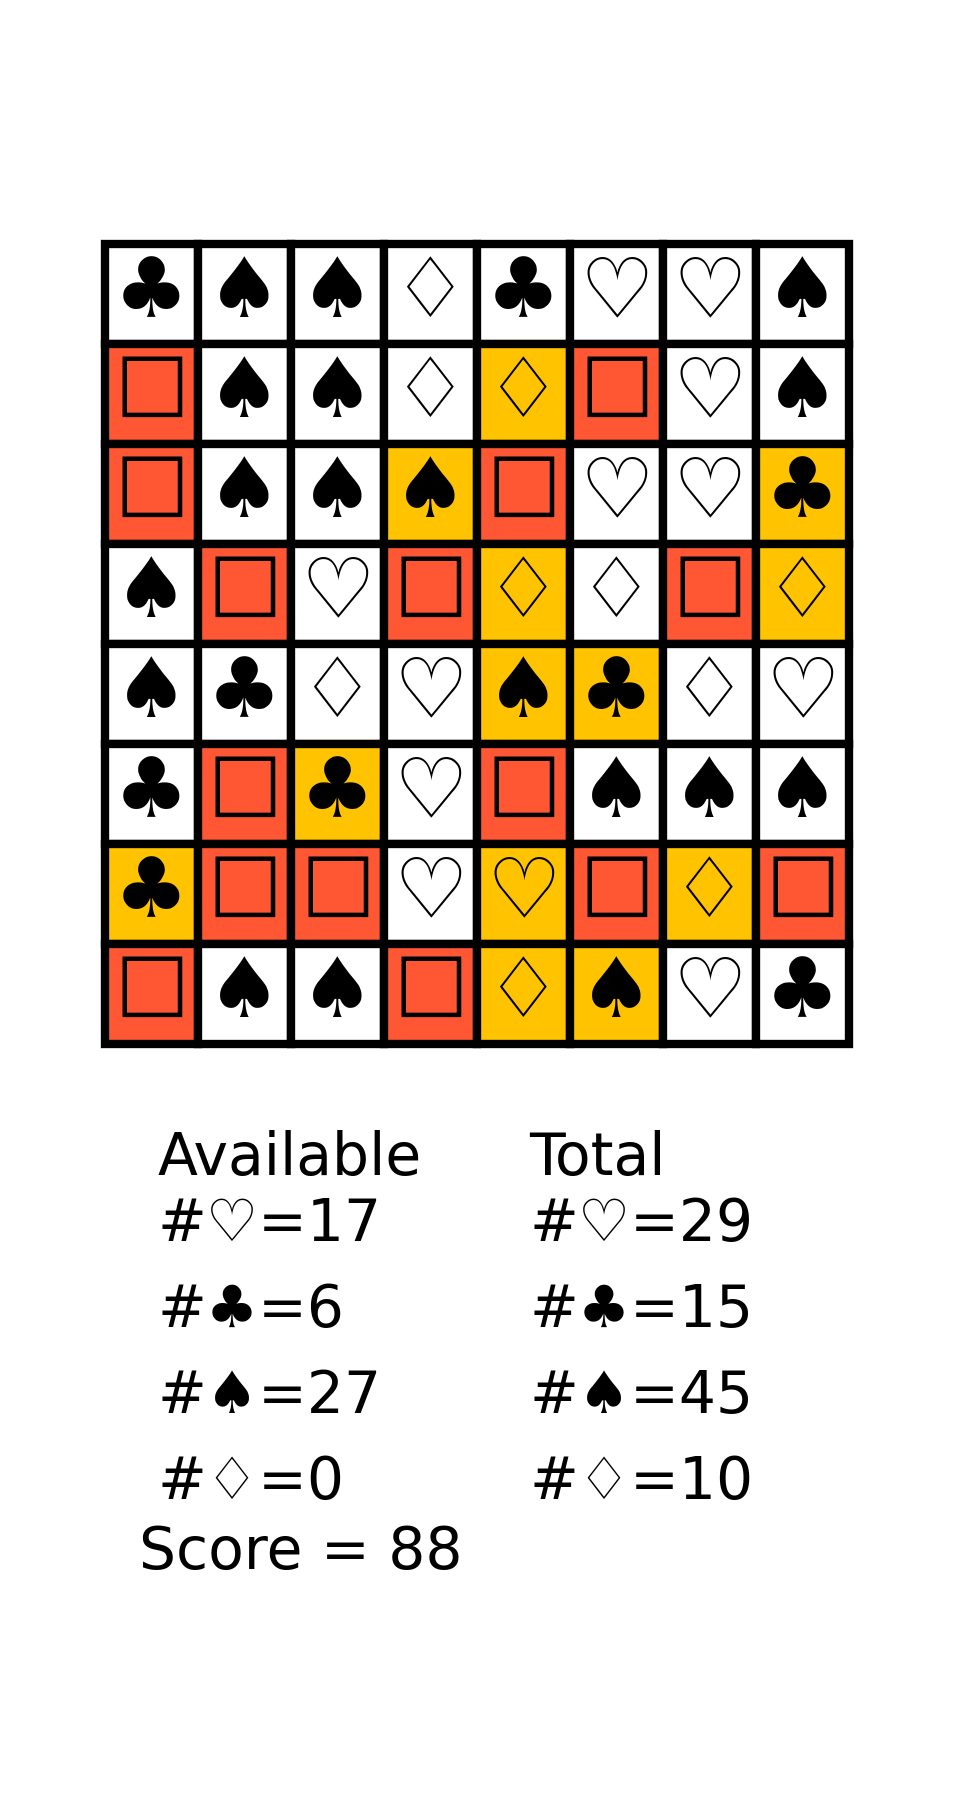 ♣ ♠ ♠ ♢ ♣ ♡ ♡ ♠
□ ♠ ♠ ♢ ♢ □ ♡ ♠
□ ♠ ♠ ♠ □ ♡ ♡ ♣
♠ □ ♡ □ ♢ ♢ □ ♢
♠ ♣ ♢ ♡ ♠ ♣ ♢ ♡
♣ □ ♣ ♡ □ ♠ ♠ ♠
♣ □ □ ♡ ♡ □ ♢ □
□ ♠ ♠ □ ♢ ♠ ♡ ♣
Available Total
#♡=17 #♡=29
#♣=6 #♣=15
#♠=27 #♠=45
#♢=0 #♢=10
Score = 88